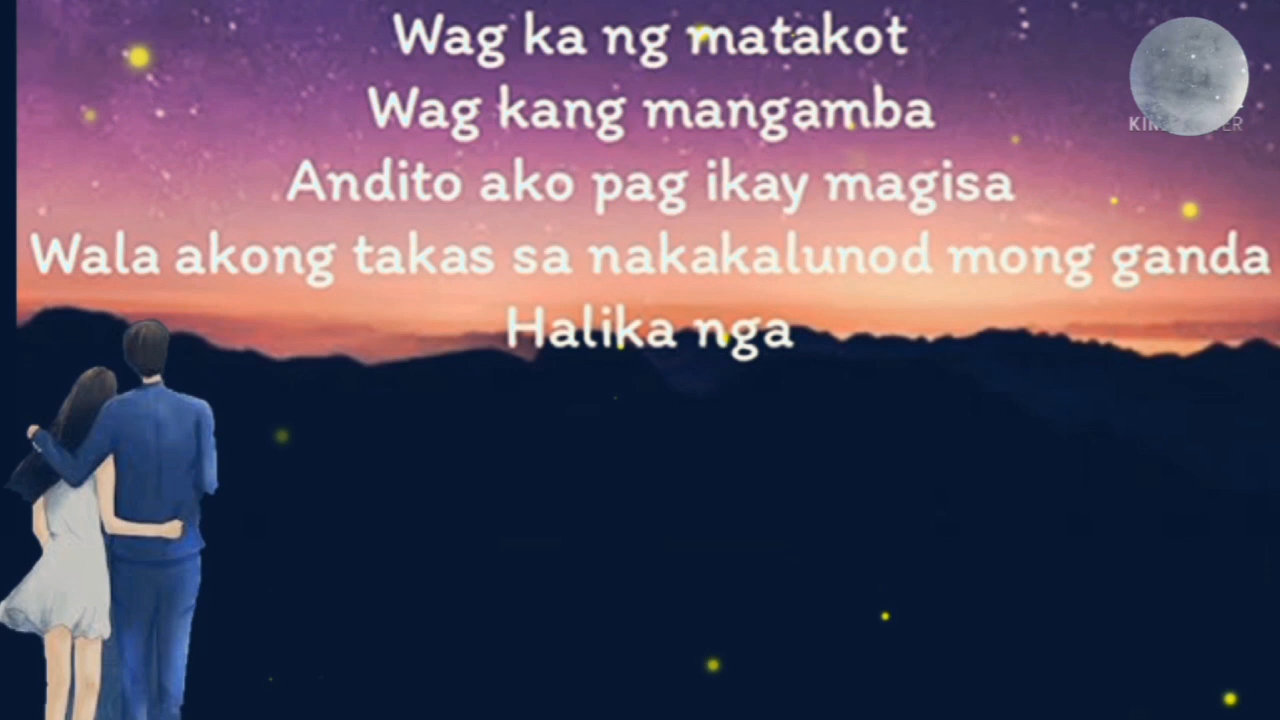 Wag ka ng matakot
Wag kang mangamba
Andito ako pag ikay magisa
Wala akong takas sa nakakalunod mong ganda
Halika nga